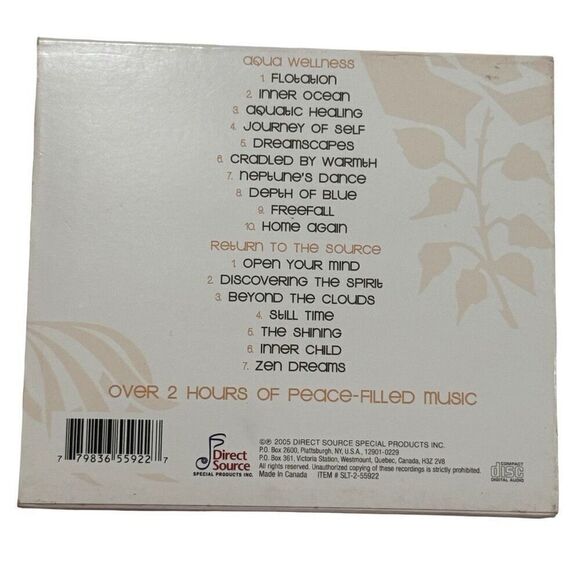 Aqua Wellness
1. Flotation
2. Inner Ocean
3. Aquatic Healing
4. Journey of Self
5. Dreamscapes
6. Cradled by Warmth
7. Neptune's Dance
8. Depth of Blue
9. Freefall
10. Home Again
Return to the Source
1. Open Your Mind
2. Discovering the Spirit
3. Beyond the Clouds
4. Still Time
5. The Shining
6. Inner Child
7. Zen Dreams
Over 2 Hours of Peace-Filled Music
7 79836 55922 7
Direct
Source
SPECIAL PRODUCTS INC.
©℗ 2005 DIRECT SOURCE SPECIAL PRODUCTS INC.
P.O. Box 2600, Plattsburgh, NY, U.S.A., 12901-0229
P.O. Box 361, Victoria Station, Westmount, Quebec, Canada, H3Z 2V8
All rights reserved. Unauthorized copying of these recordings is strictly prohibited.
Made In Canada ITEM # SLT-2-55922
COMPACT
disc
DIGITAL AUDIO